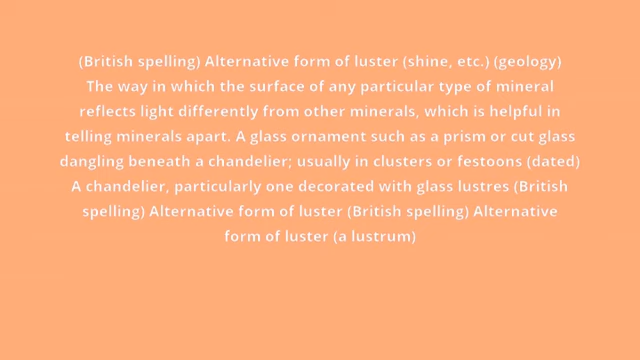 (British spelling) Alternative form of luster (shine, etc.) (geology)
The way in which the surface of any particular type of mineral
reflects light differently from other minerals, which is helpful in
telling minerals apart. A glass ornament such as a prism or cut glass
dangling beneath a chandelier; usually in clusters or festoons (dated)
A chandelier, particularly one decorated with glass lustres (British
spelling) Alternative form of luster (British spelling) Alternative
form of luster (a lustrum)